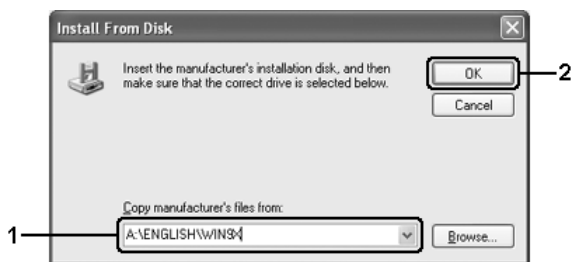 Install From Disk
Insert the manufacturer's installation disk, and then
make sure that the correct drive is selected below.
OK
2
Cancel
Copy manufacturer's files from:
1
A:\ENGLISH\WIN9X
Browse...